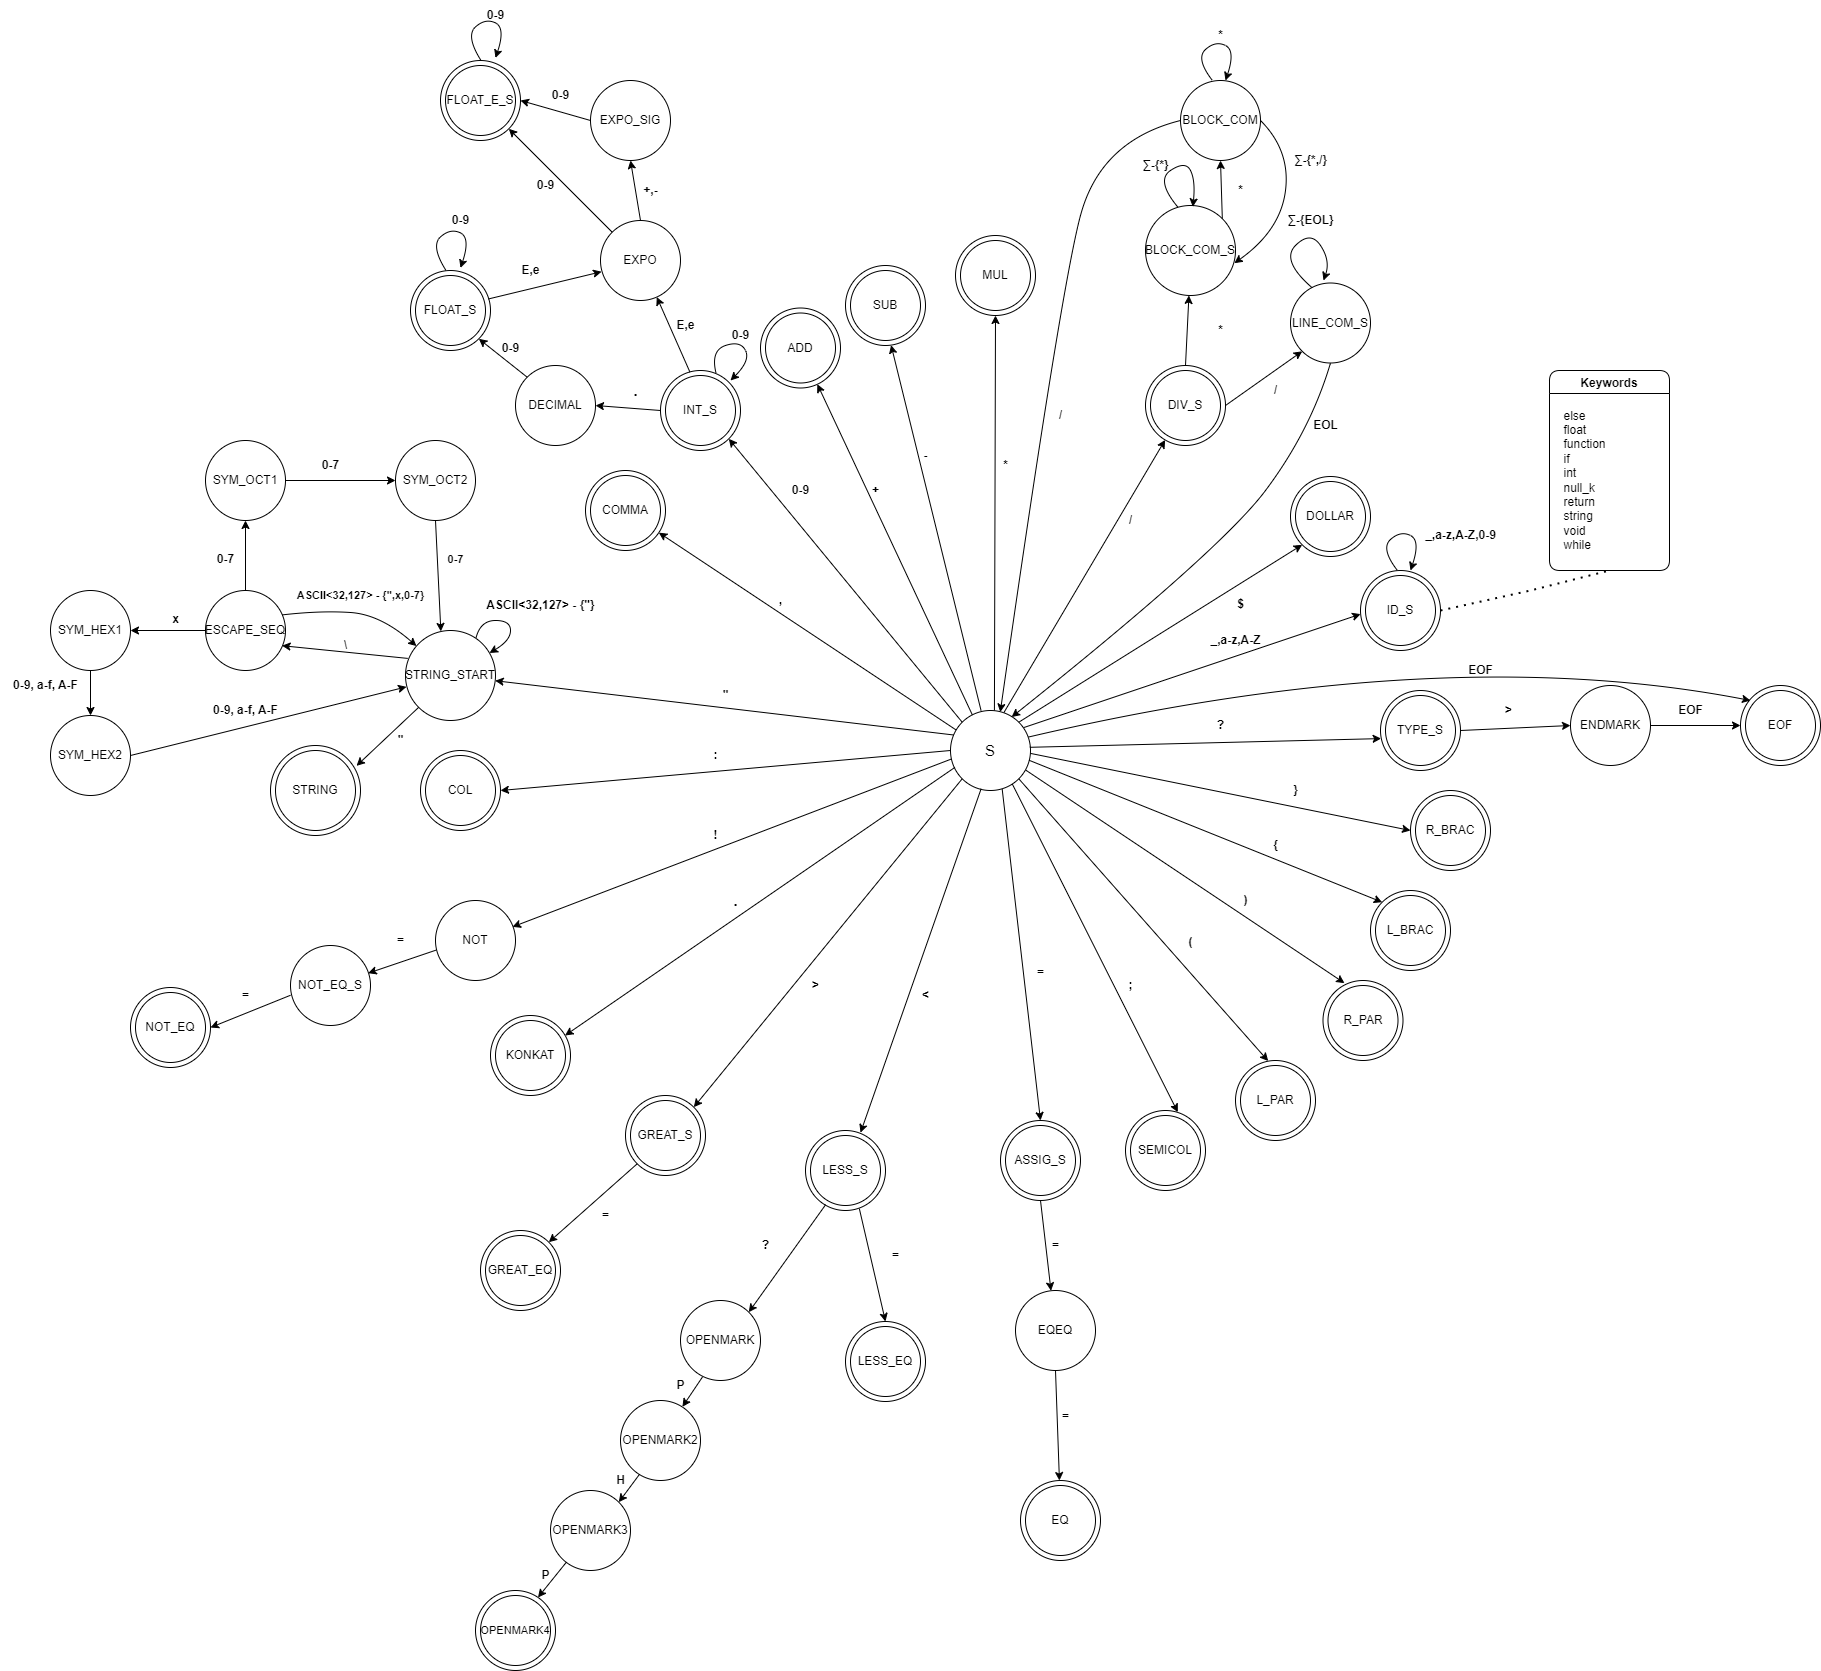 0-9
FLOAT_E_S
0-9
EXPO_SIG
0-9
+,-
0-9
FLOAT_S
E,e
EXPO
0-9
DECIMAL
.
E,e
0-9
INT_S
0-9
ADD
+
SUB
-
MUL
*
*
BLOCK_COM
∑-{*,/}
∑-{*}
*
BLOCK_COM_S
∑-{EOL}
*
LINE_COM_S
/
DIV_S
/
EOL
/
Keywords
else
float
function
if
int
null_k
return
string
void
while
SYM_OCT1
0-7
SYM_OCT2
0-7
0-7
COMMA
,
DOLLAR
$
_,a-z,A-Z,0-9
ID_S
_,a-z,A-Z
SYM_HEX1
x
ESCAPE_SEQ
ASCII<32,127> - {",x,0-7}
\
ASCII<32,127> - {"}
STRING_START
"
0-9, a-f, A-F
SYM_HEX2
0-9, a-f, A-F
"
STRING
COL
:
S
EOF
?
TYPE_S
>
ENDMARK
EOF
EOF
}
R_BRAC
{
L_BRAC
)
R_PAR
(
L_PAR
;
SEMICOL
!
NOT
=
NOT_EQ_S
=
NOT_EQ
.
KONKAT
>
GREAT_S
=
GREAT_EQ
<
LESS_S
?
=
OPENMARK
LESS_EQ
P
OPENMARK2
H
OPENMARK3
P
OPENMARK4
=
ASSIG_S
=
EQEQ
=
EQ